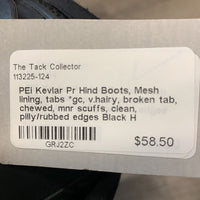 The Tack Collector
113225-124
PEI Kevlar Pr Hind Boots, Mesh
lining, tabs *gc, v.hairy, broken tab,
chewed, mnr scuffs, clean,
pilly/rubbed edges Black H
GRJ2ZC
$58.50